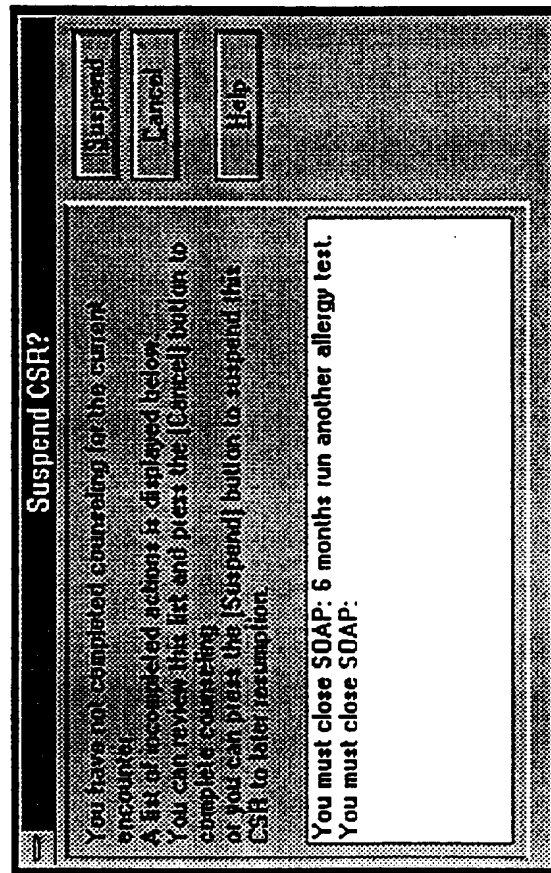 Suspend CSR?
You have not completed counseling for the current
encounter.
A list of incompleted actions is displayed below.
You can review this list and press the [Cancel] button to
complete counseling
or you can press the [Suspend] button to suspend this
CSR to later resumption.
You must close SOAP: 6 months run another allergy test.
You must close SOAP:
Suspend
Cancel
Help